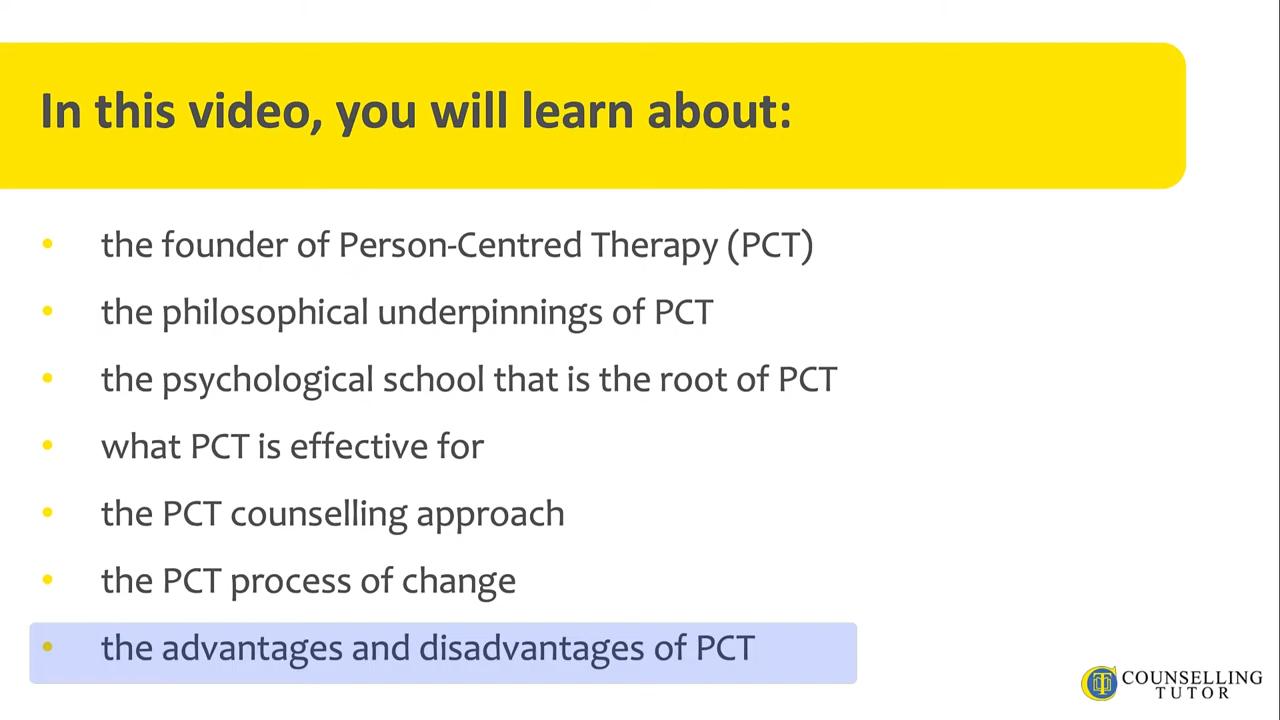 In this video, you will learn about:
• the founder of Person-Centred Therapy (PCT)
• the philosophical underpinnings of PCT
• the psychological school that is the root of PCT
• what PCT is effective for
• the PCT counselling approach
• the PCT process of change
• the advantages and disadvantages of PCT
COUNSELLING
TUTOR